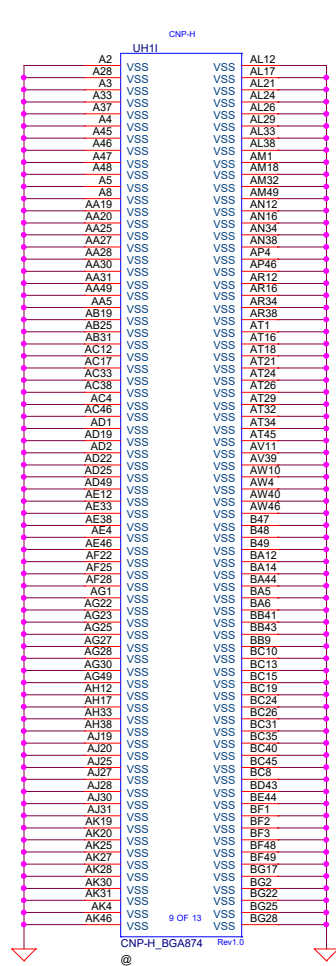 CNP-H
UH1I
A2 VSS VSS AL12
A28 VSS VSS AL17
A3 VSS VSS AL21
A33 VSS VSS AL24
A37 VSS VSS AL26
A4 VSS VSS AL29
A45 VSS VSS AL33
A46 VSS VSS AL38
A47 VSS VSS AM1
A48 VSS VSS AM18
A5 VSS VSS AM32
A8 VSS VSS AM49
AA19 VSS VSS AN12
AA20 VSS VSS AN16
AA25 VSS VSS AN34
AA27 VSS VSS AN38
AA28 VSS VSS AP4
AA30 VSS VSS AP46
AA31 VSS VSS AR12
AA49 VSS VSS AR16
AA5 VSS VSS AR34
AB19 VSS VSS AR38
AB25 VSS VSS AT1
AB31 VSS VSS AT16
AC12 VSS VSS AT18
AC17 VSS VSS AT21
AC33 VSS VSS AT24
AC38 VSS VSS AT26
AC4 VSS VSS AT29
AC46 VSS VSS AT32
AD1 VSS VSS AT34
AD19 VSS VSS AT45
AD2 VSS VSS AV11
AD22 VSS VSS AV39
AD25 VSS VSS AW10
AD49 VSS VSS AW4
AE12 VSS VSS AW40
AE33 VSS VSS AW46
AE38 VSS VSS B47
AE4 VSS VSS B48
AE46 VSS VSS B49
AF22 VSS VSS BA12
AF25 VSS VSS BA14
AF28 VSS VSS BA44
AG1 VSS VSS BA5
AG22 VSS VSS BA6
AG23 VSS VSS BB41
AG25 VSS VSS BB43
AG27 VSS VSS BB9
AG28 VSS VSS BC10
AG30 VSS VSS BC13
AG49 VSS VSS BC15
AH12 VSS VSS BC19
AH17 VSS VSS BC24
AH33 VSS VSS BC26
AH38 VSS VSS BC31
AJ19 VSS VSS BC35
AJ20 VSS VSS BC40
AJ25 VSS VSS BC45
AJ27 VSS VSS BC8
AJ28 VSS VSS BD43
AJ30 VSS VSS BE44
AJ31 VSS VSS BF1
AK19 VSS VSS BF2
AK20 VSS VSS BF3
AK25 VSS VSS BF48
AK27 VSS VSS BF49
AK28 VSS VSS BG17
AK30 VSS VSS BG2
AK31 VSS VSS BG22
AK4 VSS VSS BG25
AK46 VSS 9 OF 13 VSS BG28
CNP-H_BGA874 Rev1.0
@